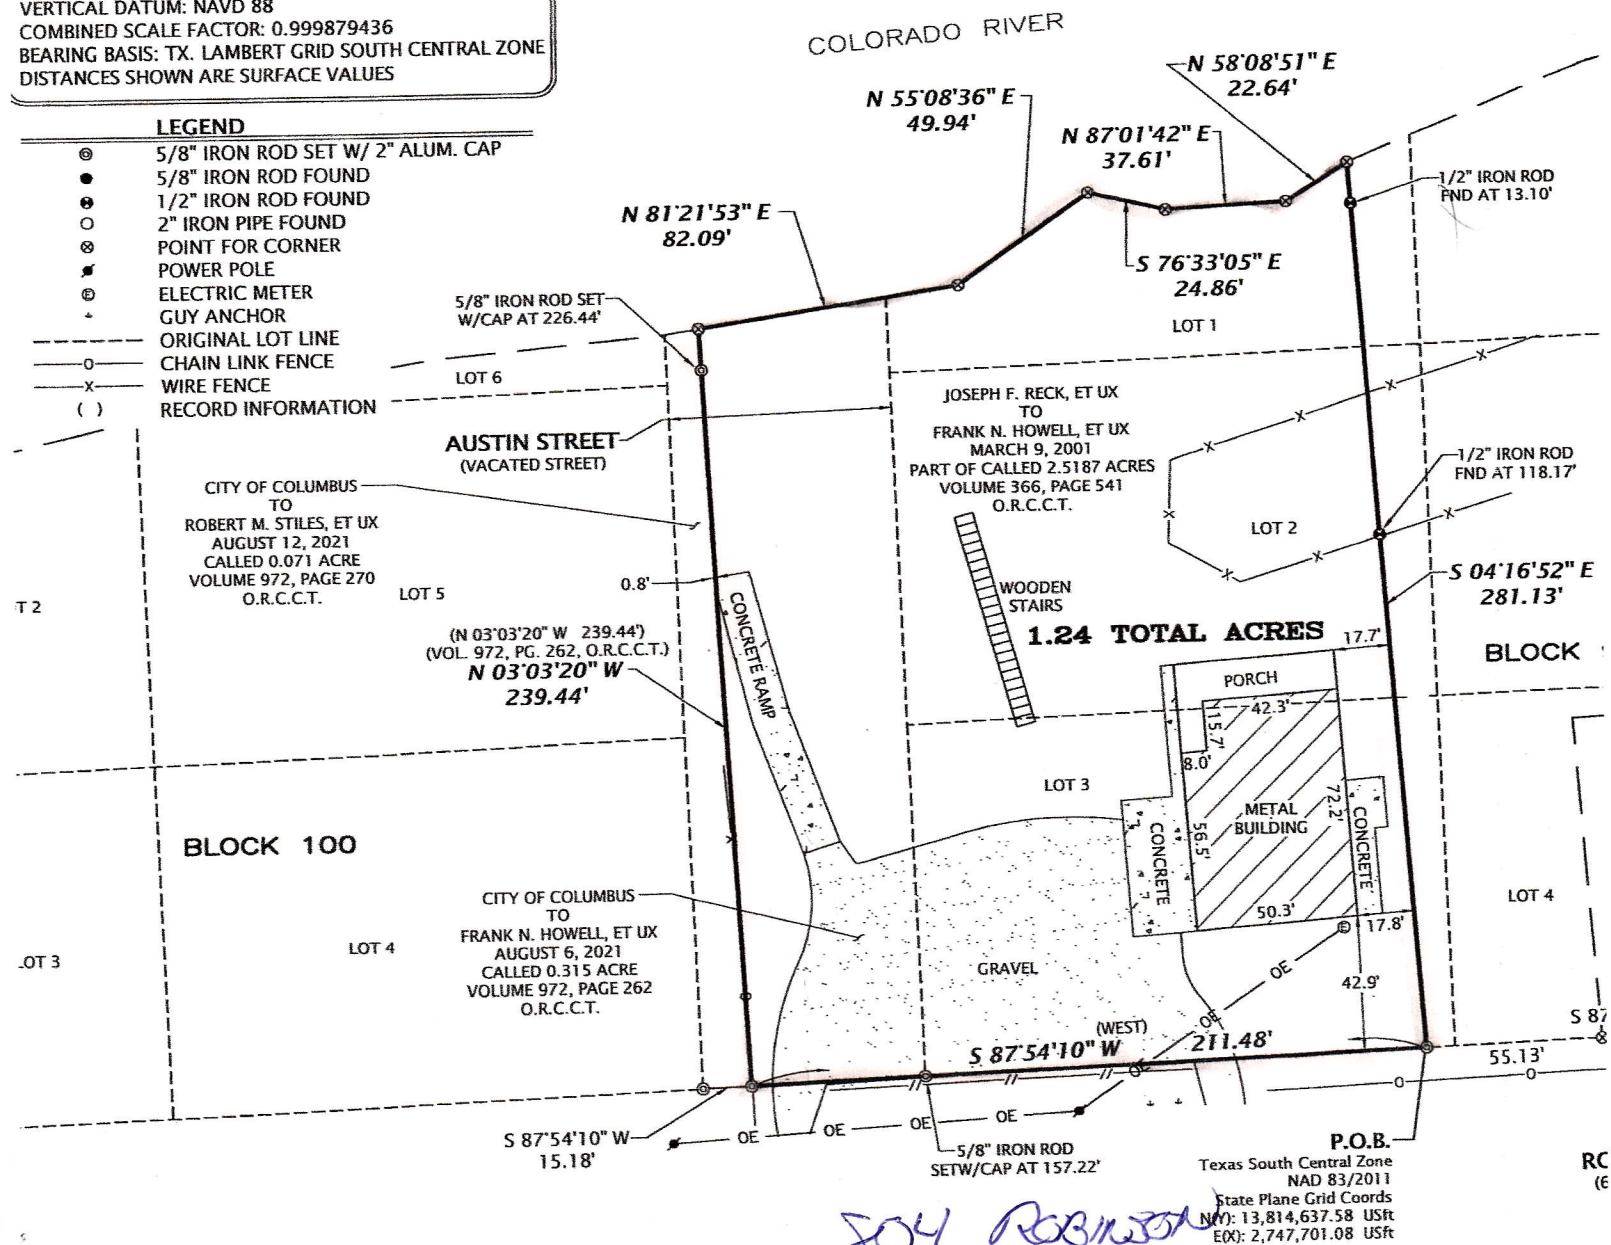 VERTICAL DATUM: NAVD 88
COMBINED SCALE FACTOR: 0.999879436
BEARING BASIS: TX. LAMBERT GRID SOUTH CENTRAL ZONE
DISTANCES SHOWN ARE SURFACE VALUES
LEGEND
5/8" IRON ROD SET W/ 2" ALUM. CAP
5/8" IRON ROD FOUND
1/2" IRON ROD FOUND
2" IRON PIPE FOUND
POINT FOR CORNER
POWER POLE
ELECTRIC METER
GUY ANCHOR
ORIGINAL LOT LINE
CHAIN LINK FENCE
WIRE FENCE
( ) RECORD INFORMATION
COLORADO RIVER
N 58°08'51" E
22.64'
N 55°08'36" E
49.94'
N 87°01'42" E
37.61'
1/2" IRON ROD
FND AT 13.10'
N 81°21'53" E
82.09'
S 76°33'05" E
24.86'
5/8" IRON ROD SET
W/CAP AT 226.44'
LOT 1
LOT 6
AUSTIN STREET
(VACATED STREET)
JOSEPH F. RECK, ET UX
TO
FRANK N. HOWELL, ET UX
MARCH 9, 2001
PART OF CALLED 2.5187 ACRES
VOLUME 366, PAGE 541
O.R.C.C.T.
1/2" IRON ROD
FND AT 118.17'
CITY OF COLUMBUS
TO
ROBERT M. STILES, ET UX
AUGUST 12, 2021
CALLED 0.071 ACRE
VOLUME 972, PAGE 270
O.R.C.C.T.
LOT 2
S 04°16'52" E
281.13'
LOT 5
0.8'
WOODEN
STAIRS
T 2
CONCRETE RAMP
(N 03°03'20" W 239.44')
(VOL. 972, PG. 262, O.R.C.C.T.)
N 03°03'20" W
239.44'
1.24 TOTAL ACRES
17.7'
BLOCK
PORCH
42.3'
15.7'
8.0'
LOT 3
METAL
BUILDING
72.2'
56.5'
CONCRETE
CONCRETE
50.3'
17.8'
BLOCK 100
CITY OF COLUMBUS
TO
FRANK N. HOWELL, ET UX
AUGUST 6, 2021
CALLED 0.315 ACRE
VOLUME 972, PAGE 262
O.R.C.C.T.
LOT 4
LOT 4
LOT 3
GRAVEL
OE
42.9'
OE
(WEST)
S 87°54'10" W 211.48'
S 87
55.13'
OE
OE OE OE OE
S 87°54'10" W
15.18'
5/8" IRON ROD
SETW/CAP AT 157.22'
P.O.B.
Texas South Central Zone
NAD 83/2011
State Plane Grid Coords
N(Y): 13,814,637.58 USft
E(X): 2,747,701.08 USft
RO
(6
804 ROBINSON